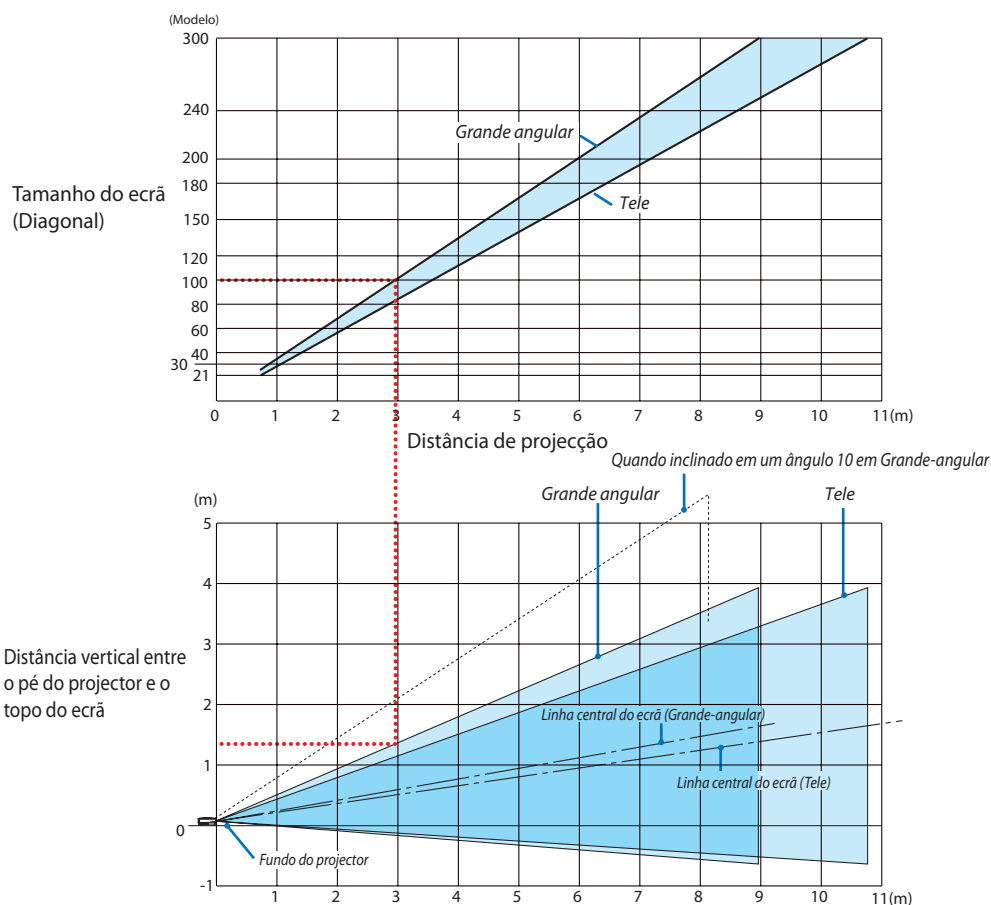 (Modelo)
300
240
200
180
150
120
100
80
60
40
30
21
Tamanho do ecrã
(Diagonal)
Grande angular
Tele
0 1 2 3 4 5 6 7 8 9 10 11(m)
Distância de projecção
Quando inclinado em um ângulo 10 em Grande-angular
Grande angular
Tele
(m)
5
4
3
2
1
0
-1
Distância vertical entre
o pé do projector e o
topo do ecrã
Linha central do ecrã (Grande-angular)
Linha central do ecrã (Tele)
Fundo do projector
1 2 3 4 5 6 7 8 9 10 11(m)